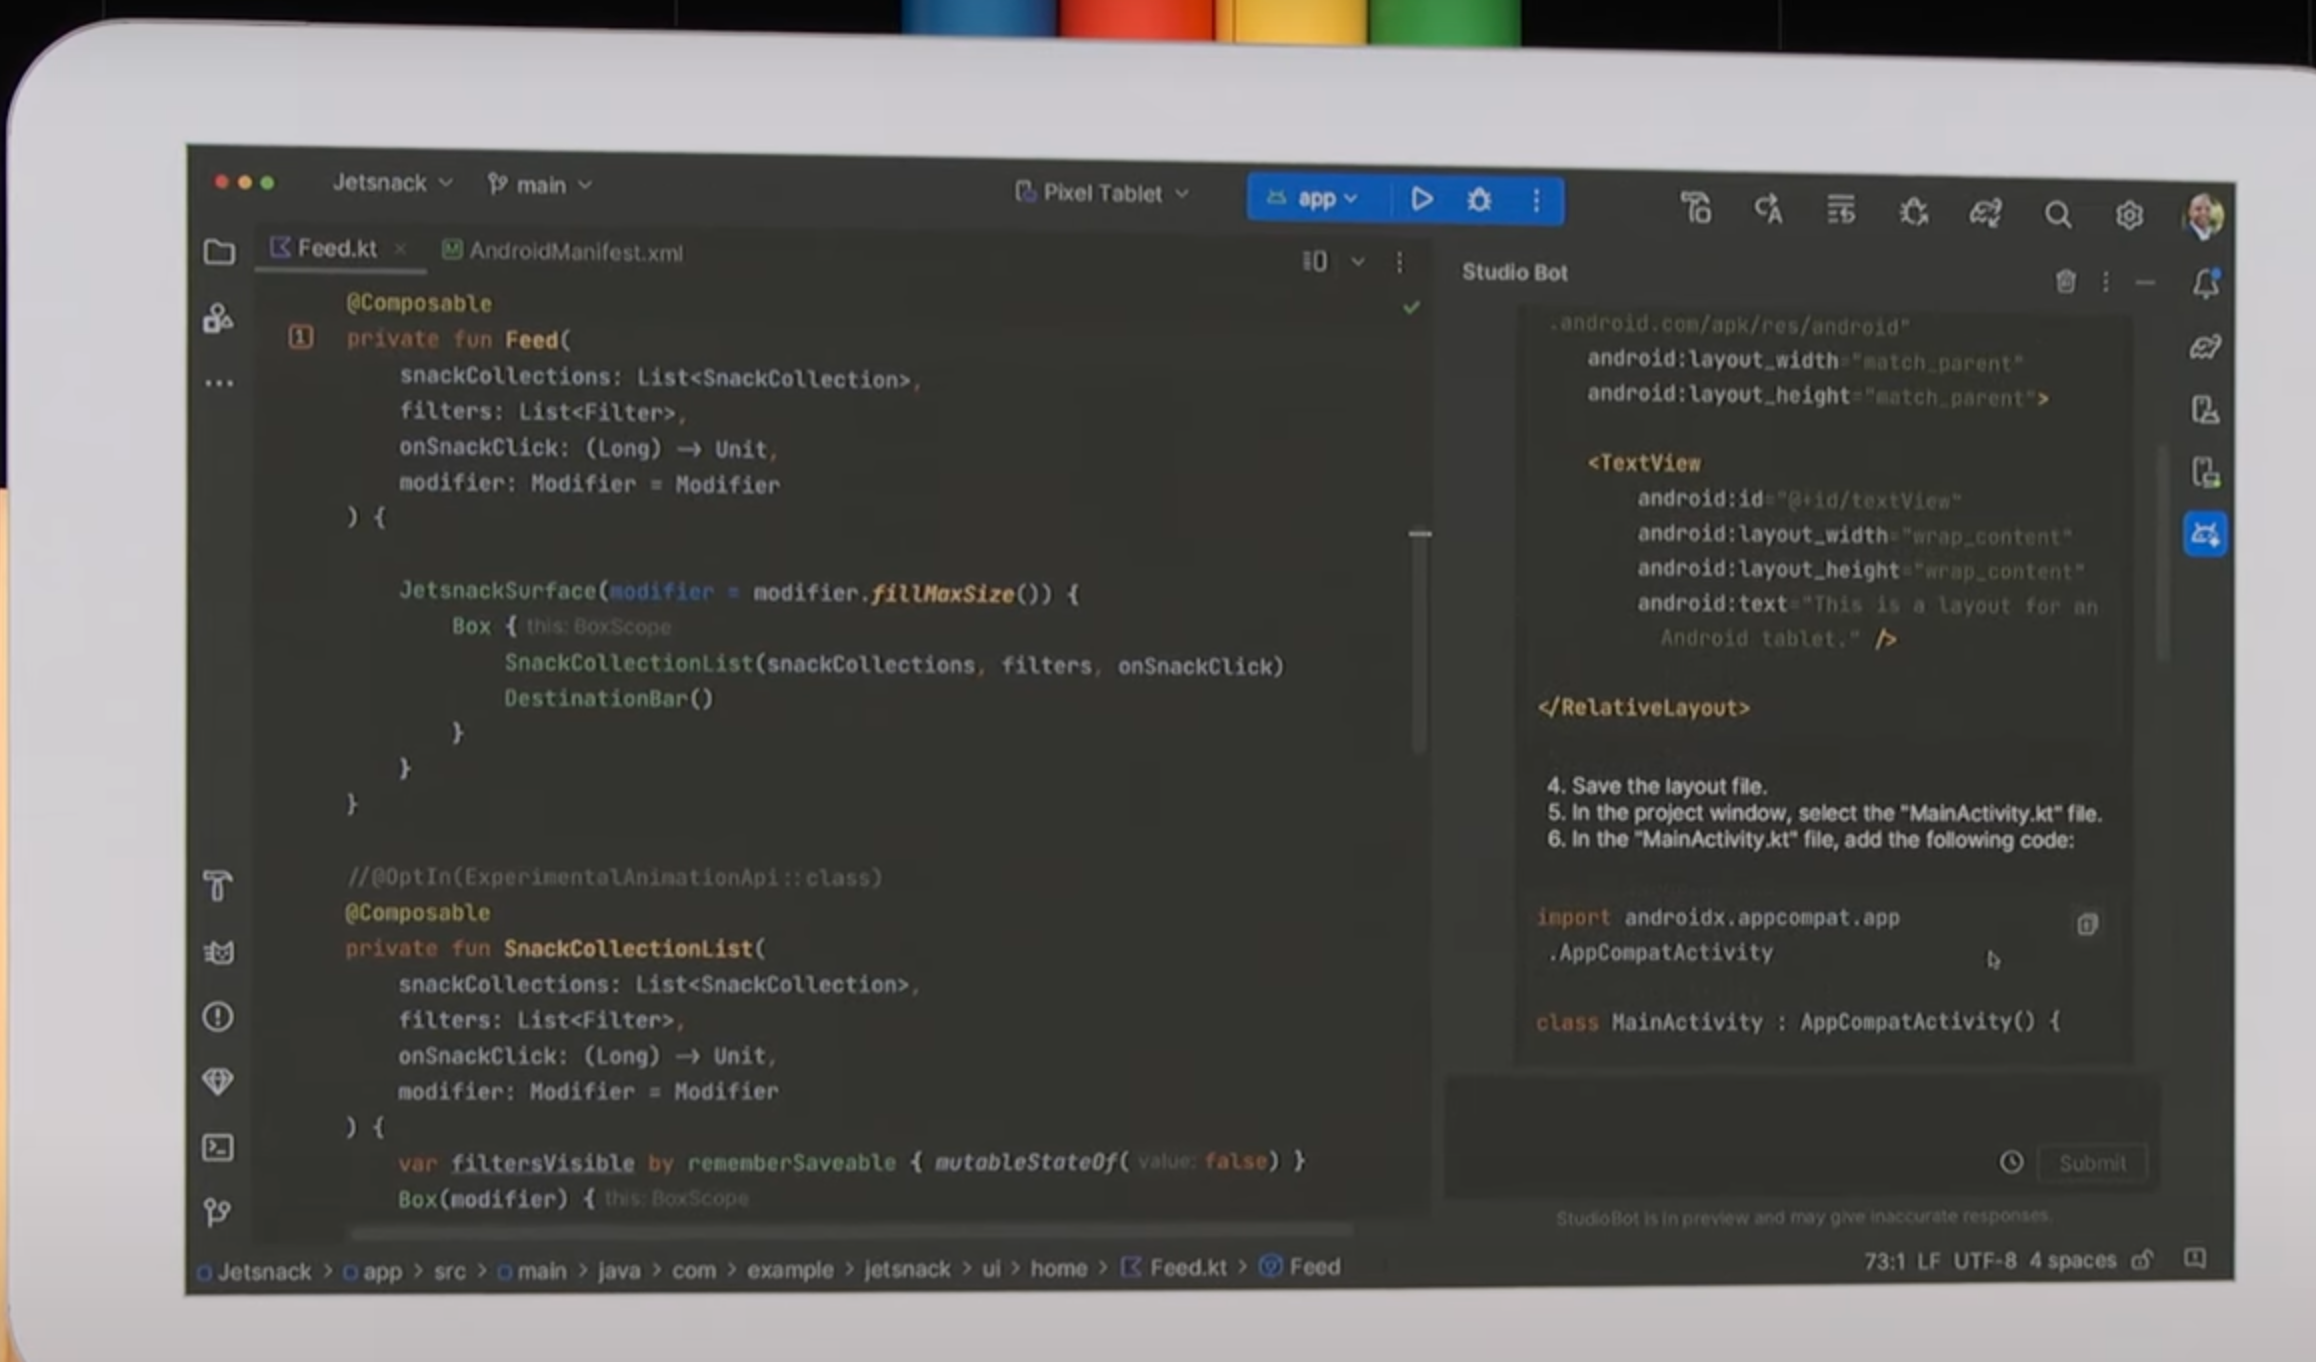 Jetsnack
main
Pixel Tablet
app
Feed.kt
AndroidManifest.xml
@Composable
1
private fun Feed(
snackCollections: List<SnackCollection>,
filters: List<Filter>,
onSnackClick: (Long) → Unit,
modifier: Modifier = Modifier
) {
JetsnackSurface(modifier = modifier.fillMaxSize()) {
Box { this: BoxScope
SnackCollectionList(snackCollections, filters, onSnackClick)
DestinationBar()
}
}
}
//@OptIn(ExperimentalAnimationApi::class)
@Composable
private fun SnackCollectionList(
snackCollections: List<SnackCollection>,
filters: List<Filter>,
onSnackClick: (Long) → Unit,
modifier: Modifier = Modifier
) {
var filtersVisible by rememberSaveable { mutableStateOf( value: false) }
Box(modifier) { this: BoxScope
Studio Bot
.android.com/apk/res/android"
android:layout_width="match_parent"
android:layout_height="match_parent">
<TextView
android:id="@+id/textView"
android:layout_width="wrap_content"
android:layout_height="wrap_content"
android:text="This is a layout for an
Android tablet." />
</RelativeLayout>
4. Save the layout file.
5. In the project window, select the "MainActivity.kt" file.
6. In the "MainActivity.kt" file, add the following code:
import androidx.appcompat.app
.AppCompatActivity
class MainActivity : AppCompatActivity() {
Submit
StudioBot is in preview and may give inaccurate responses.
Jetsnack > app > src > main > java > com > example > jetsnack > ui > home > Feed.kt > Feed
73:1 LF UTF-8 4 spaces